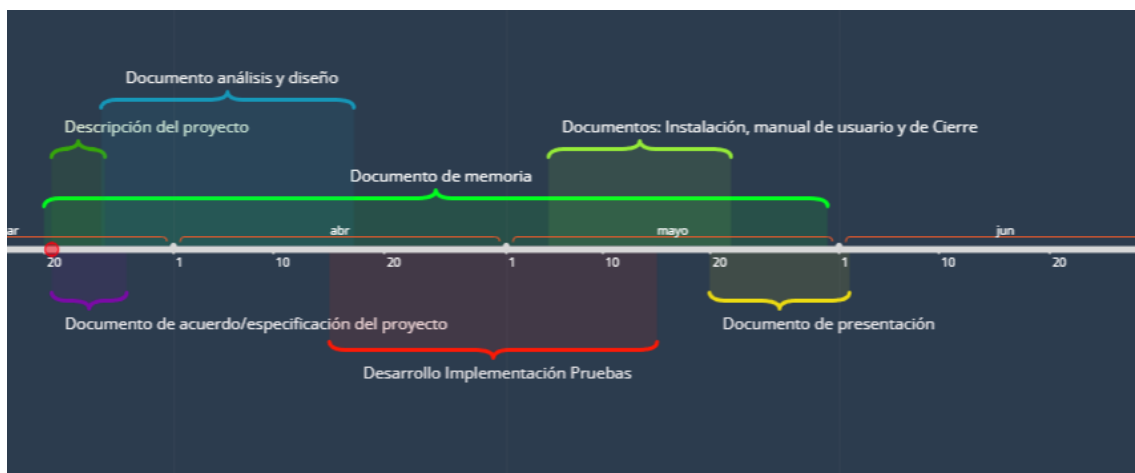 Documento análisis y diseño
Descripción del proyecto
Documentos: Instalación, manual de usuario y de Cierre
Documento de memoria
ar abr mayo jun
20 1 10 20 1 10 20 1 10 20
Documento de acuerdo/especificación del proyecto
Documento de presentación
Desarrollo Implementación Pruebas